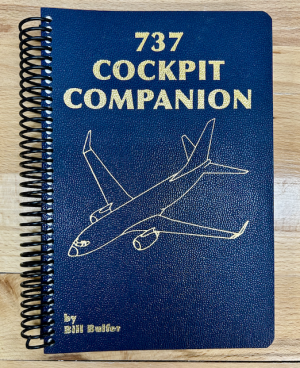 737
COCKPIT
COMPANION
by
Bill Bulfer